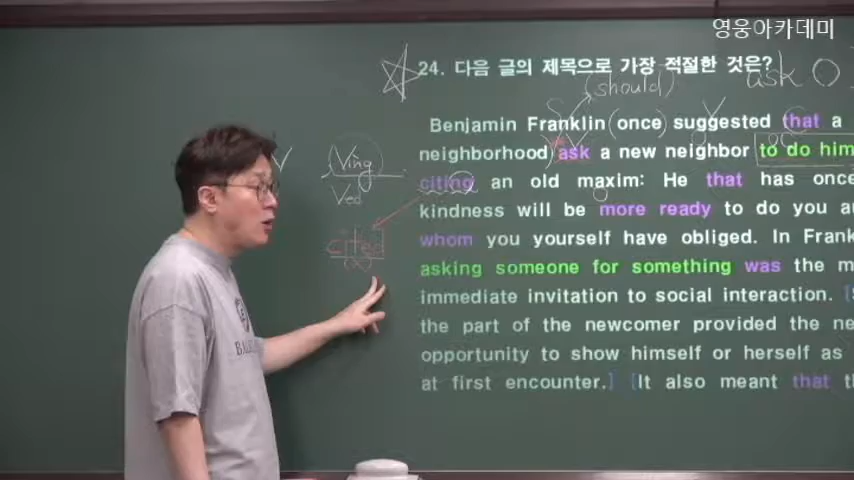 영웅아카데미
24. 다음 글의 제목으로 가장 적절한 것은?
ask O
(should)
S
V
Benjamin Franklin (once) suggested that a
neighborhood) ask a new neighbor to do him
V
OC
(Ving)
Ved
citing an old maxim: He that has once
kindness will be more ready to do you a
cited
(x)
whom you yourself have obliged. In Frank
asking someone for something was the m
immediate invitation to social interaction. [S
the part of the newcomer provided the ne
opportunity to show himself or herself as
at first encounter.] [It also meant that th